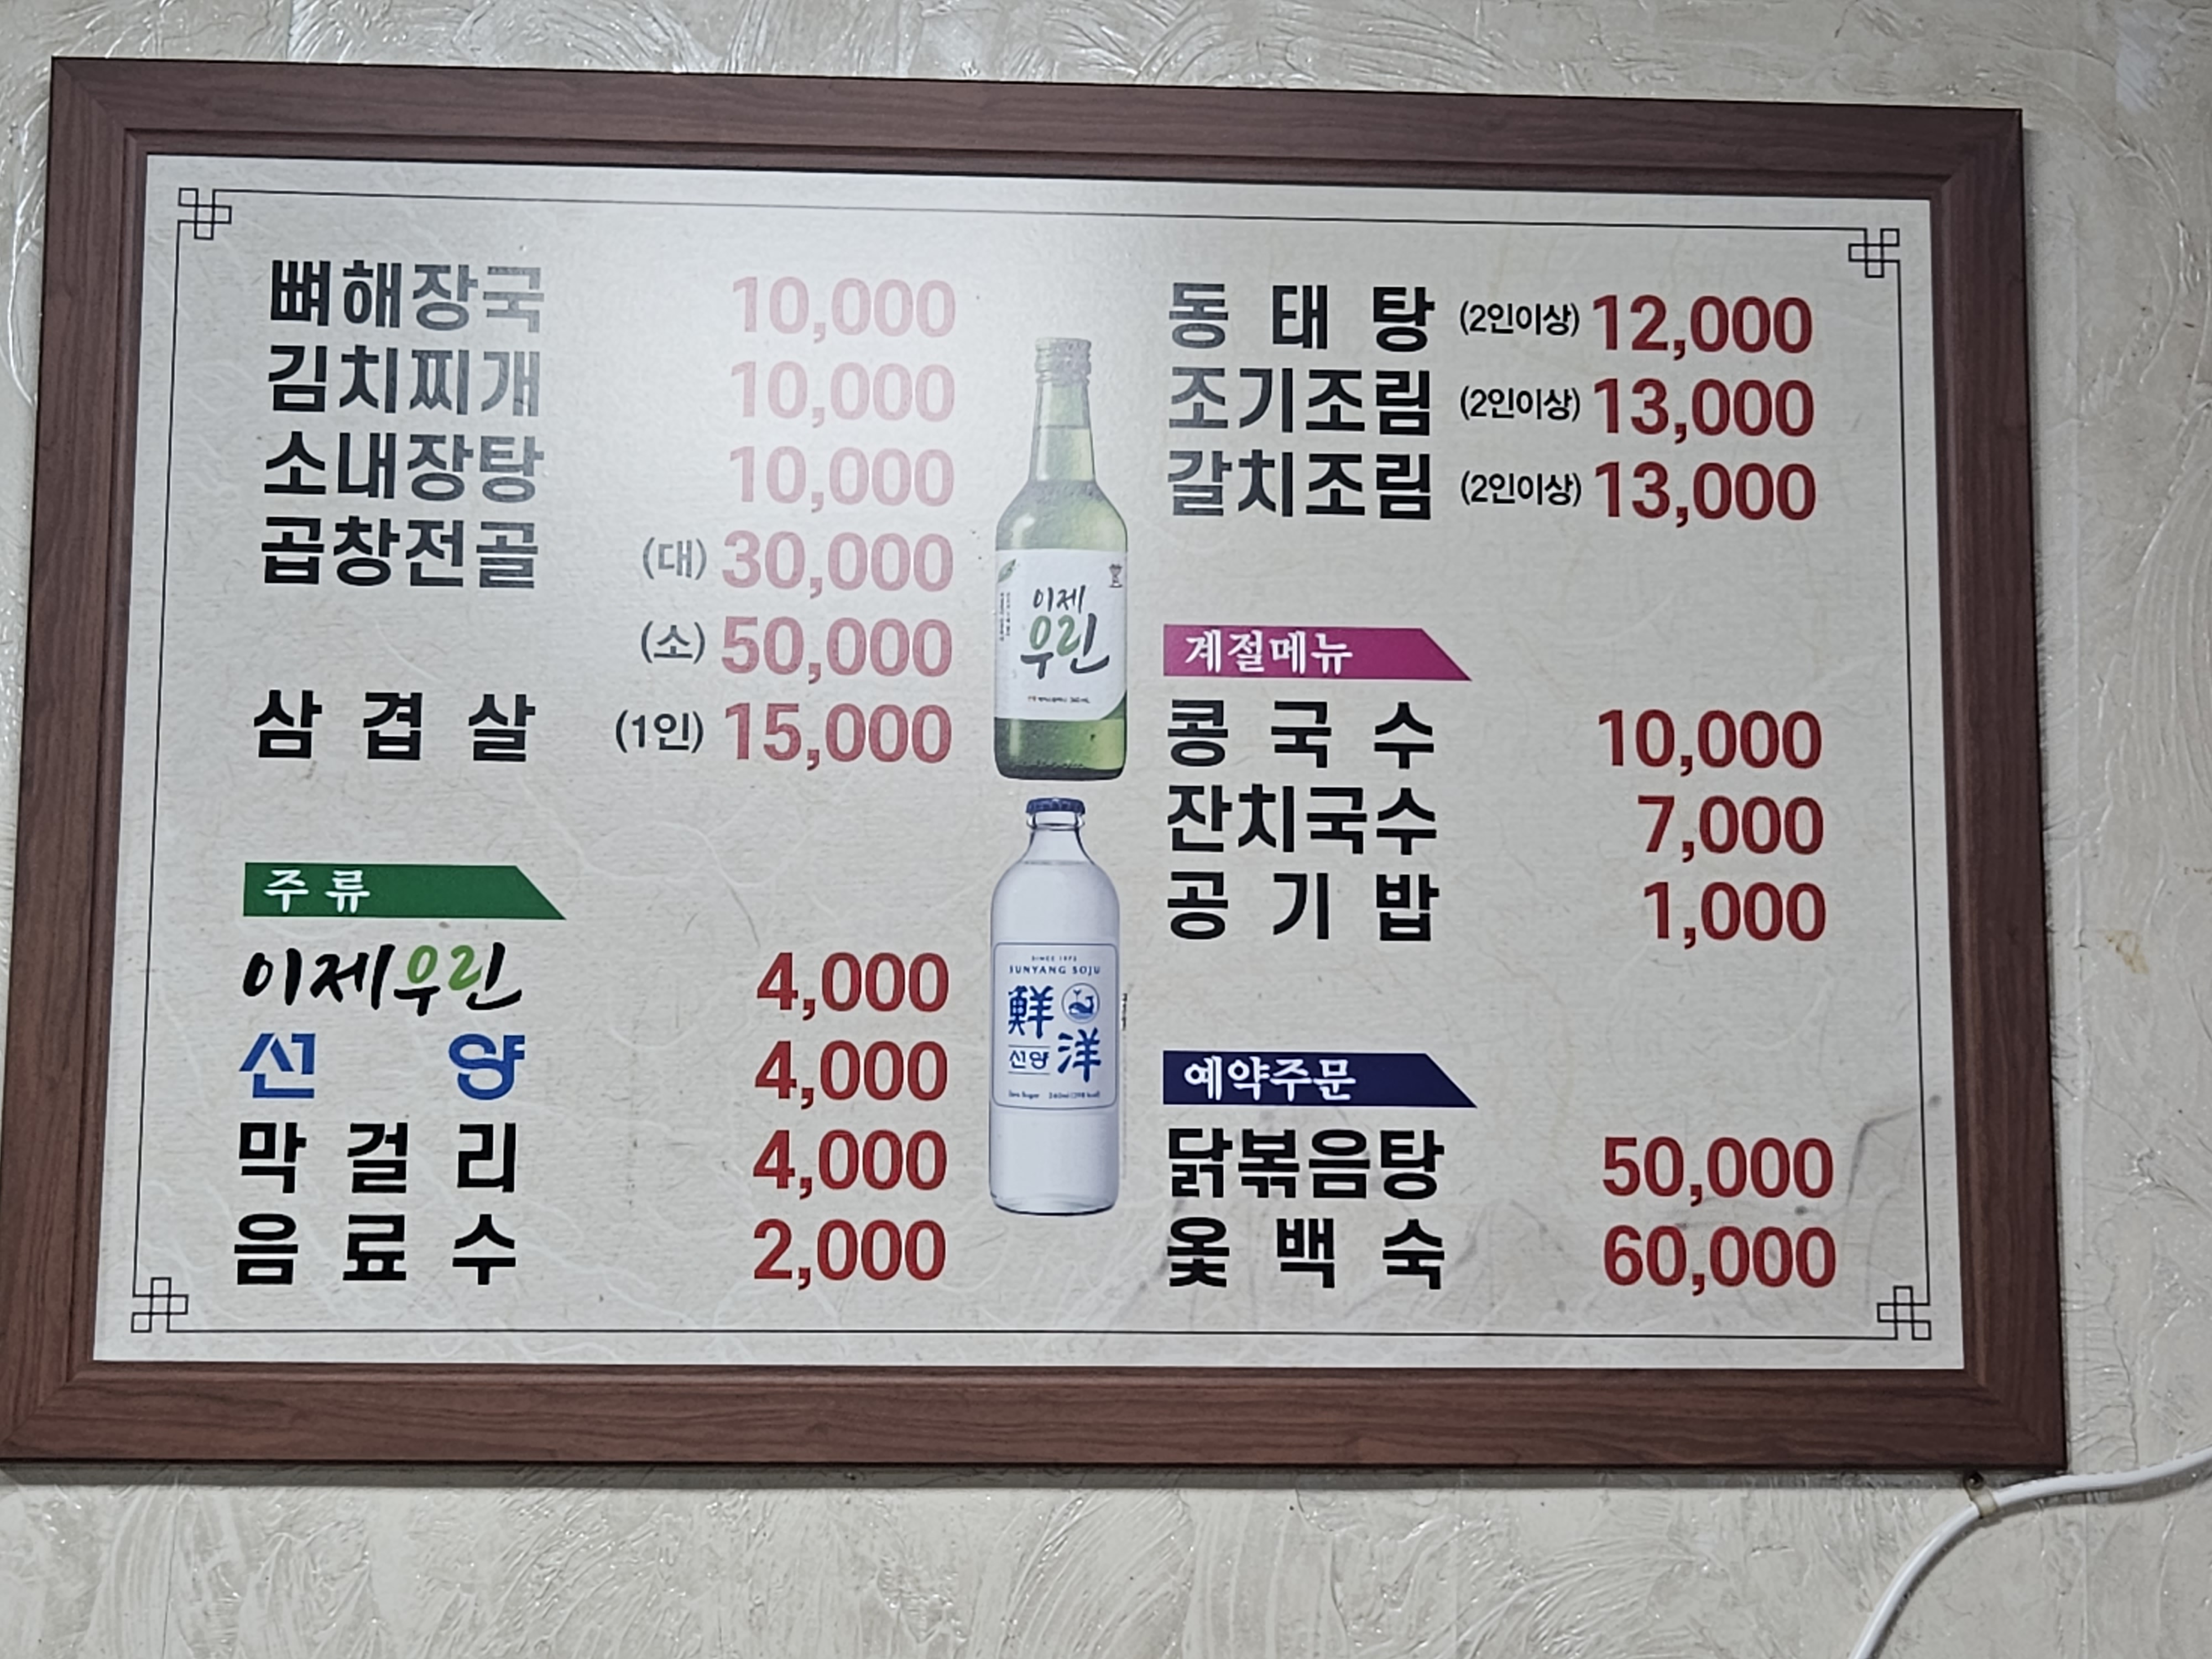 뼈해장국 10,000
김치찌개 10,000
소내장탕 10,000
곱창전골 (대) 30,000
(소) 50,000
삼 겹 살 (1인) 15,000
주 류
이제우린 4,000
선 양 4,000
막 걸 리 4,000
음 료 수 2,000
이제
우린
SINCE 1973
SUNYANG SOJU
鮮
선양 洋
동 태 탕 (2인이상) 12,000
조기조림 (2인이상) 13,000
갈치조림 (2인이상) 13,000
계절메뉴
콩 국 수 10,000
잔치국수 7,000
공 기 밥 1,000
예약주문
닭볶음탕 50,000
옻 백 숙 60,000